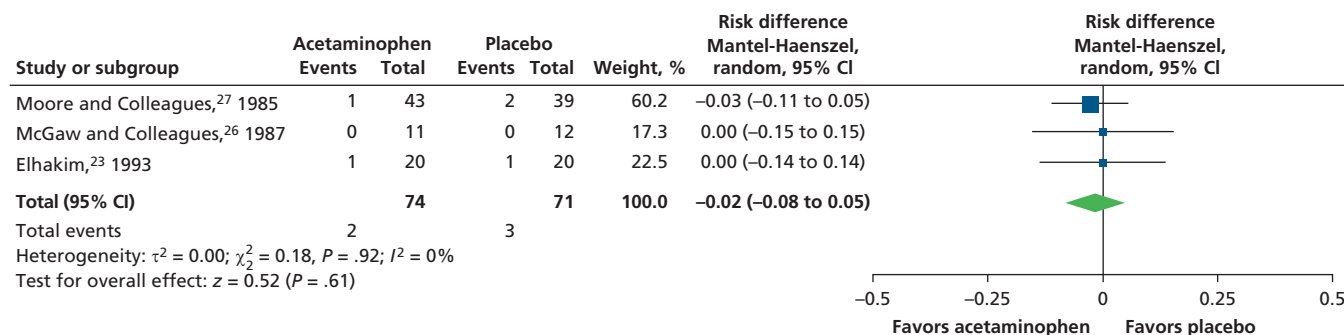 Risk difference Risk difference
Acetaminophen Placebo Mantel-Haenszel, Mantel-Haenszel,
Study or subgroup Events Total Events Total Weight, % random, 95% CI random, 95% CI
Moore and Colleagues,²⁷ 1985 1 43 2 39 60.2 −0.03 (−0.11 to 0.05)
McGaw and Colleagues,²⁶ 1987 0 11 0 12 17.3 0.00 (−0.15 to 0.15)
Elhakim,²³ 1993 1 20 1 20 22.5 0.00 (−0.14 to 0.14)
Total (95% CI) 74 71 100.0 −0.02 (−0.08 to 0.05)
Total events 2 3
Heterogeneity: τ² = 0.00; χ²₂ = 0.18, P = .92; I² = 0%
Test for overall effect: z = 0.52 (P = .61)
−0.5 −0.25 0 0.25 0.5
Favors acetaminophen Favors placebo